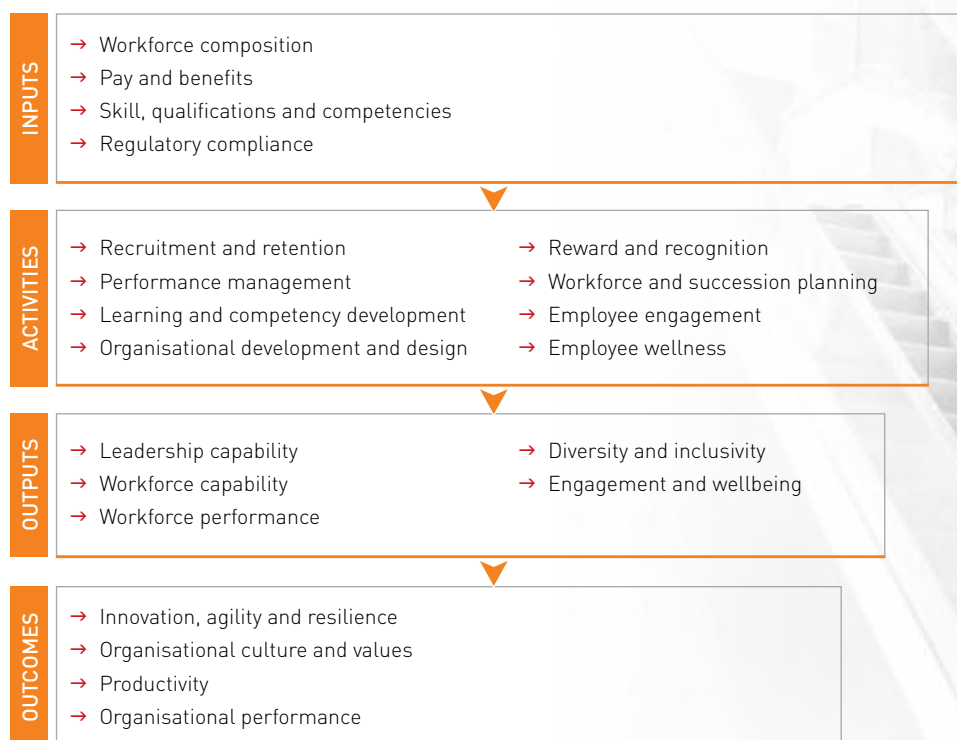 INPUTS
→ Workforce composition
→ Pay and benefits
→ Skill, qualifications and competencies
→ Regulatory compliance
ACTIVITIES
→ Recruitment and retention
→ Performance management
→ Learning and competency development
→ Organisational development and design
→ Reward and recognition
→ Workforce and succession planning
→ Employee engagement
→ Employee wellness
OUTPUTS
→ Leadership capability
→ Workforce capability
→ Workforce performance
→ Diversity and inclusivity
→ Engagement and wellbeing
OUTCOMES
→ Innovation, agility and resilience
→ Organisational culture and values
→ Productivity
→ Organisational performance